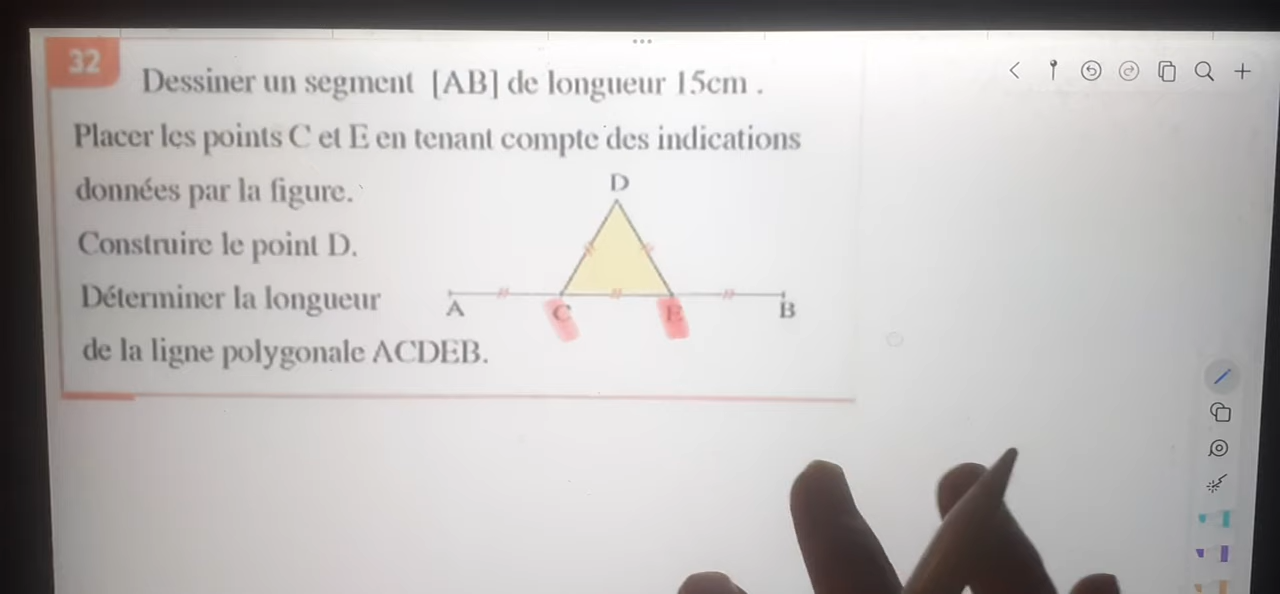 32
Dessiner un segment [AB] de longueur 15cm .
Placer les points C et E en tenant compte des indications
données par la figure.
Construire le point D.
Déterminer la longueur
de la ligne polygonale ACDEB.
D
A
C
E
B